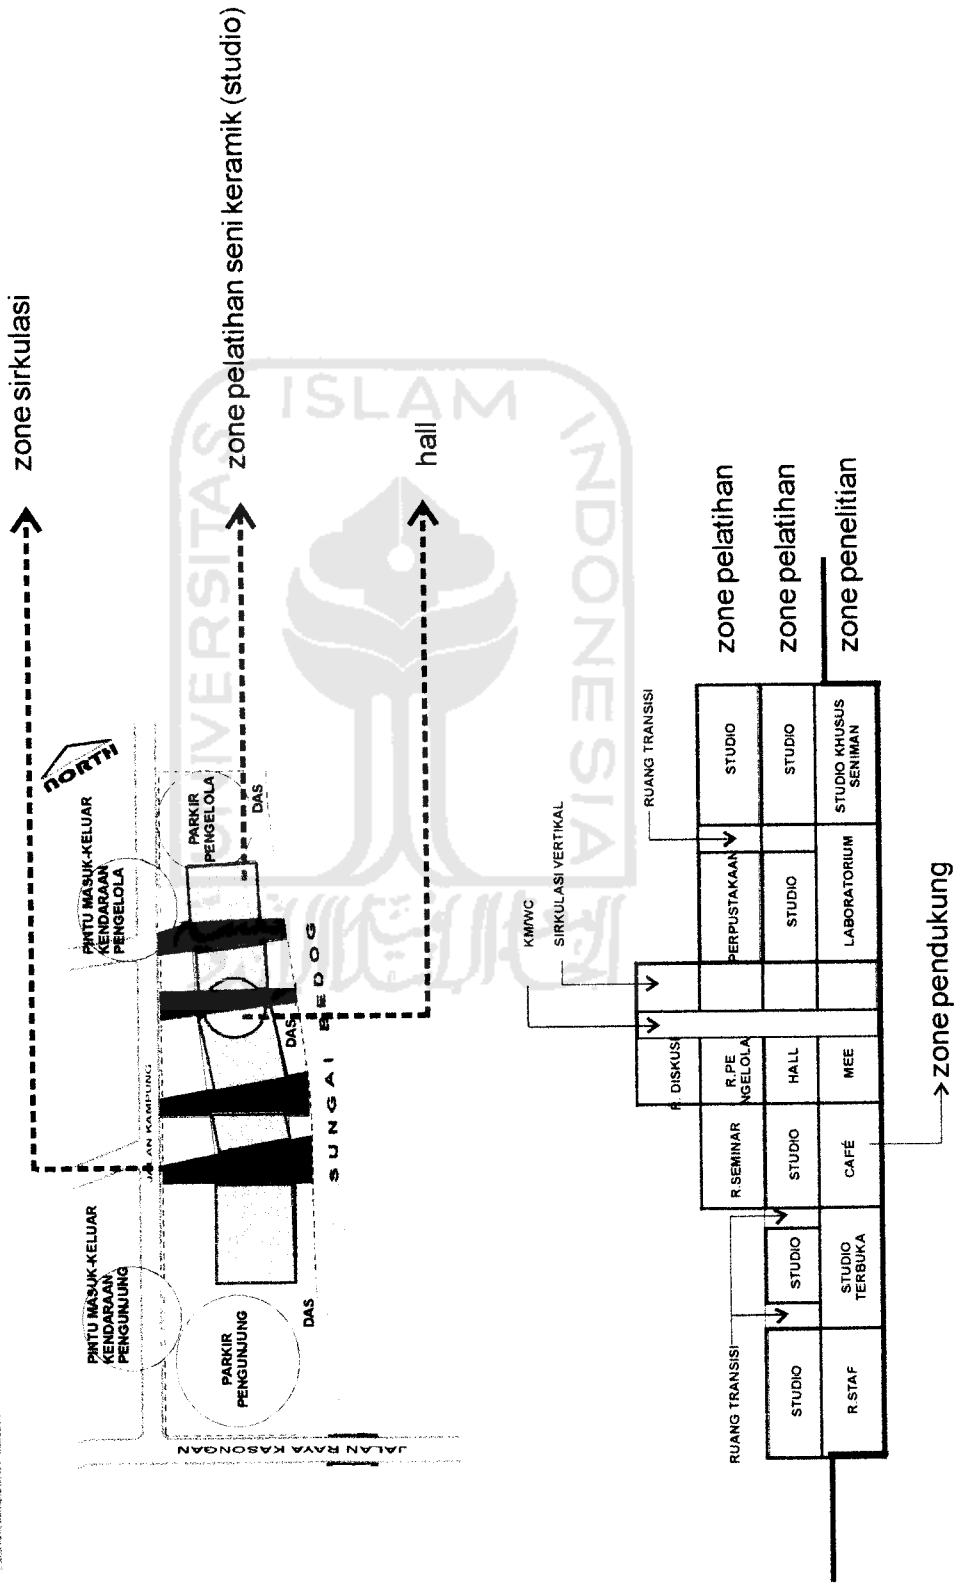 zone sirkulasi
zone pelatihan seni keramik (studio)
hall
NORTH
PINTU MASUK-KELUAR
KENDARAAN
PENGELOLA
PARKIR
PENGELOLA
DAS
JALAN KAMPUNG
DAS
SUNGAI BEDOG
PINTU MASUK-KELUAR
KENDARAAN
PENGUNJUNG
PARKIR
PENGUNJUNG
DAS
JALAN RAYA KASONGAN
UNIVERSITAS
ISLAM
INDONESIA
KM/WC
SIRKULASI VERTIKAL
RUANG TRANSISI
R. DISKUSI
R.SEMINAR
R.PE
NGELOLA
PERPUSTAKAAN
STUDIO
zone pelatihan
RUANG TRANSISI
STUDIO
STUDIO
STUDIO
HALL
STUDIO
STUDIO
zone pelatihan
R.STAF
STUDIO
TERBUKA
CAFÉ
MEE
LABORATORIUM
STUDIO KHUSUS
SENIMAN
zone penelitian
zone pendukung